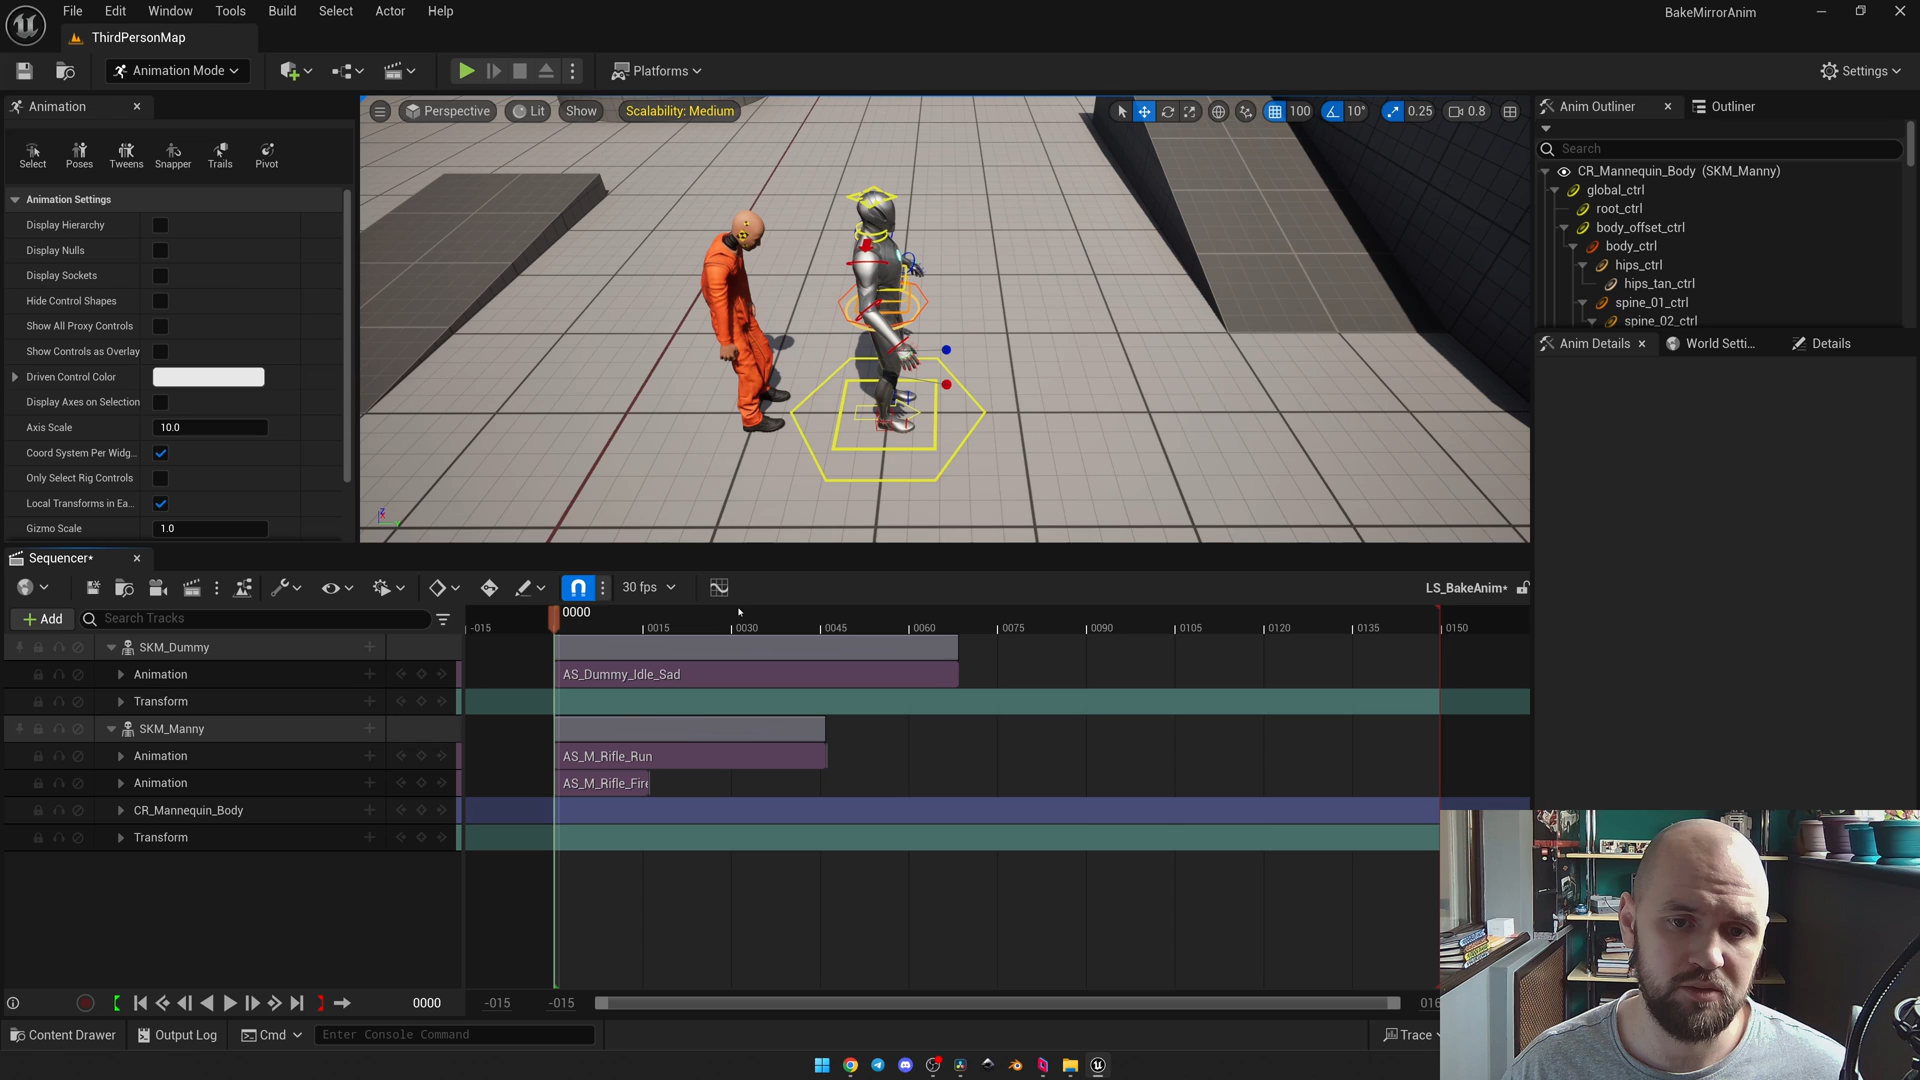 File Edit Window Tools Build Select Actor Help
BakeMirrorAnim
ThirdPersonMap
Animation Mode
Platforms
Settings
Animation
Select Poses Tweens Snapper Trails Pivot
Animation Settings
Display Hierarchy
Display Nulls
Display Sockets
Hide Control Shapes
Show All Proxy Controls
Show Controls as Overlay
Driven Control Color
Display Axes on Selection
Axis Scale 10.0
Coord System Per Widg...
Only Select Rig Controls
Local Transforms in Ea...
Gizmo Scale 1.0
Perspective Lit Show Scalability: Medium
100 10° 0.25 0.8
Anim Outliner Outliner
Search
CR_Mannequin_Body (SKM_Manny)
global_ctrl
root_ctrl
body_offset_ctrl
body_ctrl
hips_ctrl
hips_tan_ctrl
spine_01_ctrl
spine_02_ctrl
Anim Details World Setti... Details
Sequencer*
30 fps
LS_BakeAnim*
Add Search Tracks
0000
-015 0015 0030 0045 0060 0075 0090 0105 0120 0135 0150
SKM_Dummy
Animation AS_Dummy_Idle_Sad
Transform
SKM_Manny
Animation AS_M_Rifle_Run
Animation AS_M_Rifle_Fire
CR_Mannequin_Body
Transform
0000 -015 -015 016
Content Drawer Output Log Cmd Enter Console Command Trace